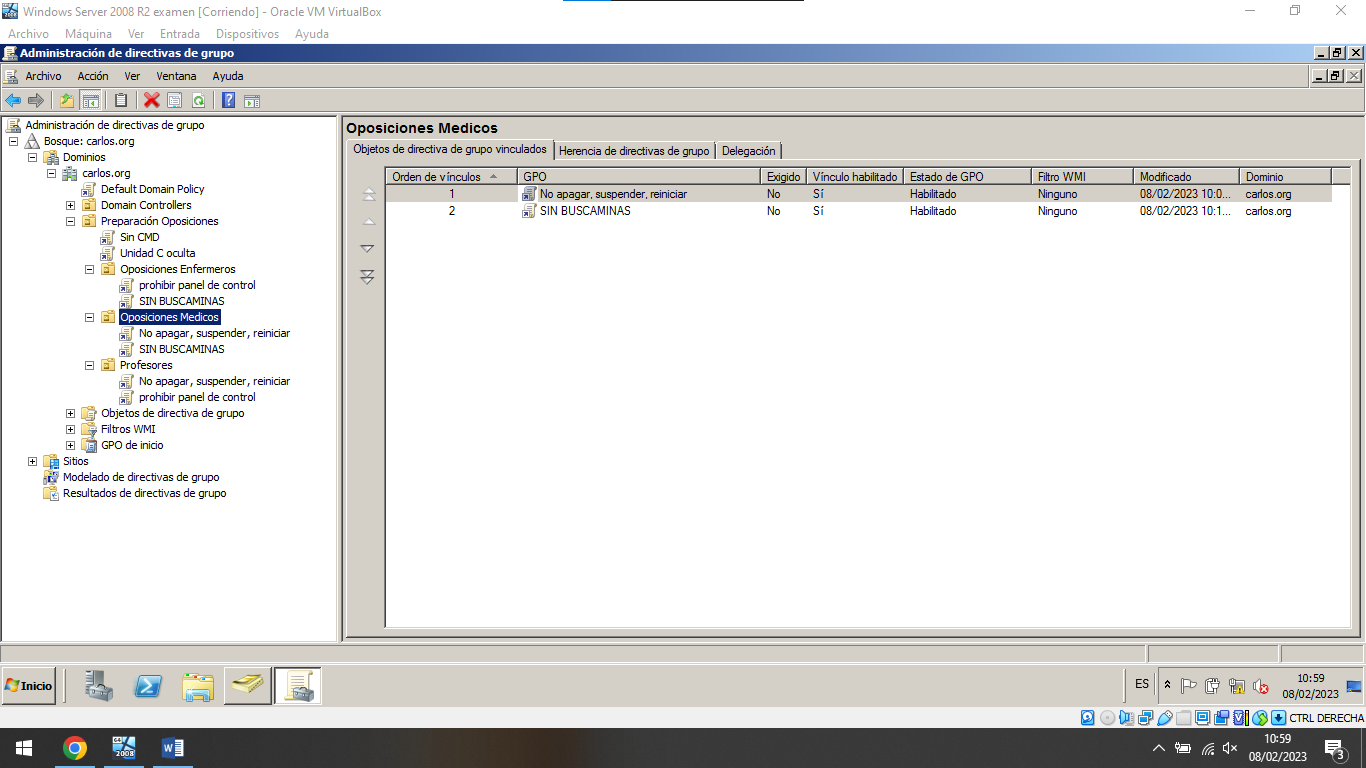 Windows Server 2008 R2 examen [Corriendo] - Oracle VM VirtualBox
Archivo Máquina Ver Entrada Dispositivos Ayuda
Administración de directivas de grupo
Archivo Acción Ver Ventana Ayuda
Administración de directivas de grupo
Bosque: carlos.org
Dominios
carlos.org
Default Domain Policy
Domain Controllers
Preparación Oposiciones
Sin CMD
Unidad C oculta
Oposiciones Enfermeros
prohibir panel de control
SIN BUSCAMINAS
Oposiciones Medicos
No apagar, suspender, reiniciar
SIN BUSCAMINAS
Profesores
No apagar, suspender, reiniciar
prohibir panel de control
Objetos de directiva de grupo
Filtros WMI
GPO de inicio
Sitios
Modelado de directivas de grupo
Resultados de directivas de grupo
Oposiciones Medicos
Objetos de directiva de grupo vinculados Herencia de directivas de grupo Delegación
Orden de vínculos GPO Exigido Vínculo habilitado Estado de GPO Filtro WMI Modificado Dominio
1 No apagar, suspender, reiniciar No Sí Habilitado Ninguno 08/02/2023 10:0... carlos.org
2 SIN BUSCAMINAS No Sí Habilitado Ninguno 08/02/2023 10:1... carlos.org
Inicio ES 10:59
08/02/2023
CTRL DERECHA
2008
10:59
08/02/2023
3